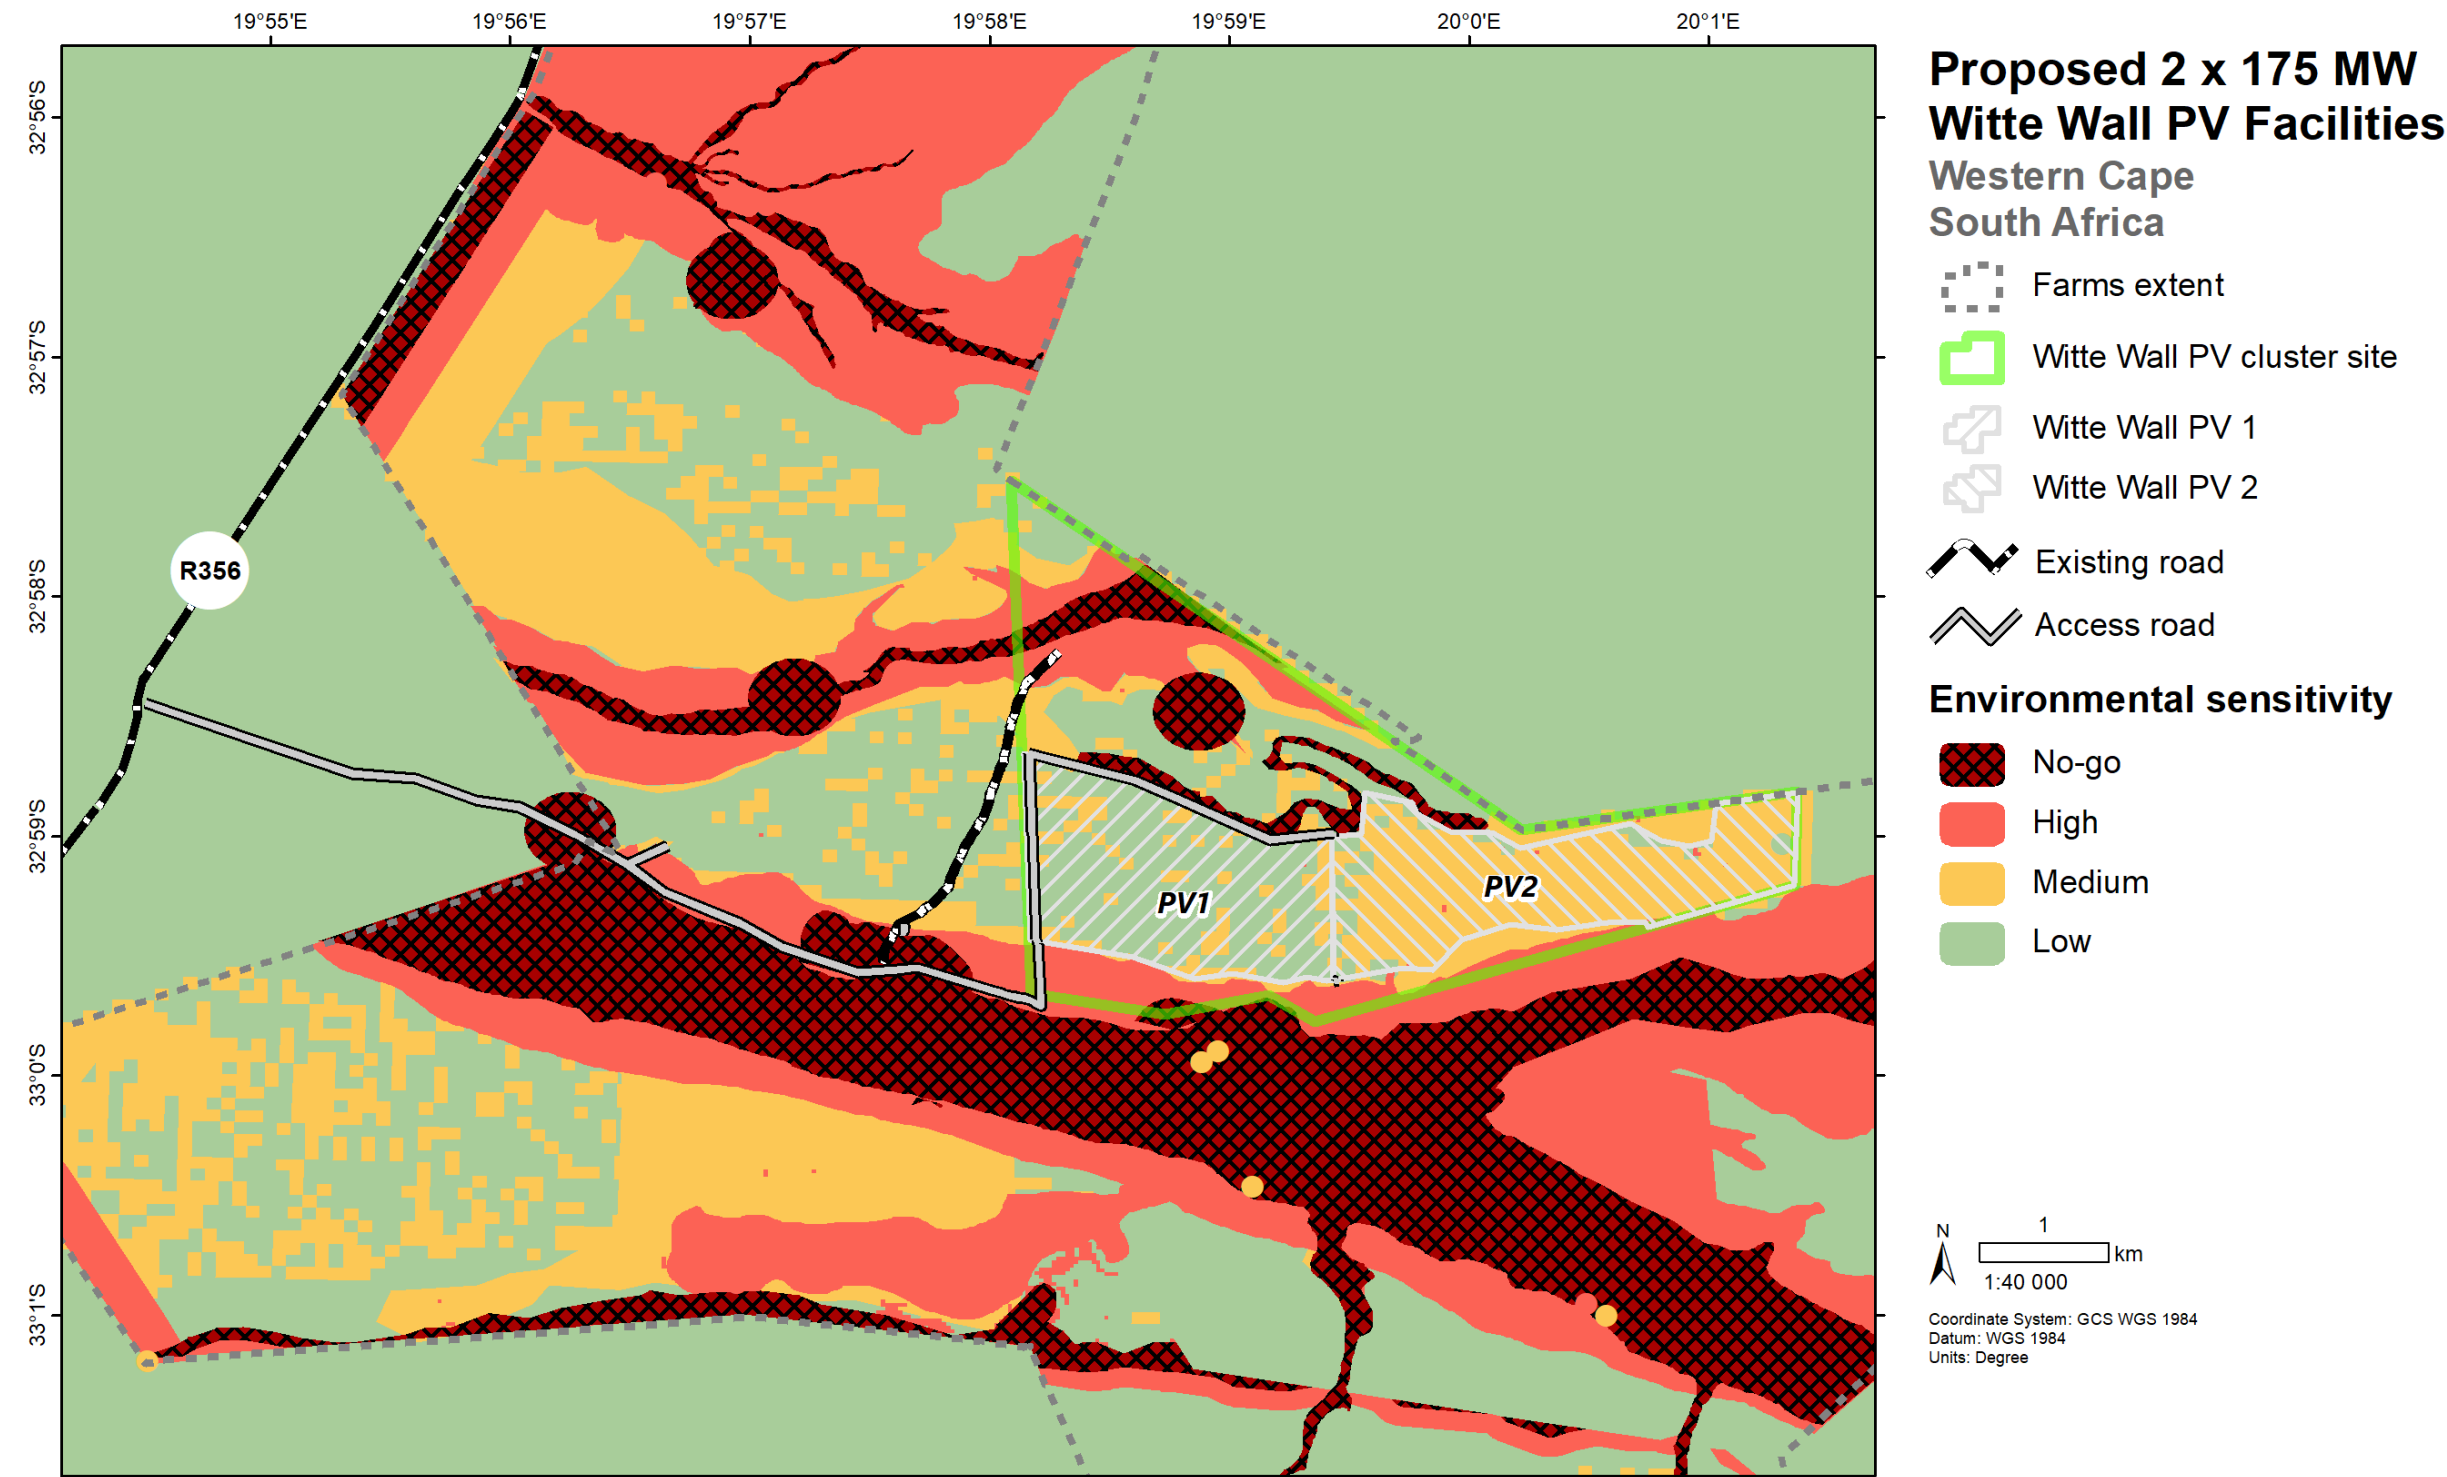 19°55'E 19°56'E 19°57'E 19°58'E 19°59'E 20°0'E 20°1'E
32°56'S
32°57'S
32°58'S
32°59'S
33°0'S
33°1'S
R356
PV1
PV2
Proposed 2 x 175 MW
Witte Wall PV Facilities
Western Cape
South Africa
Farms extent
Witte Wall PV cluster site
Witte Wall PV 1
Witte Wall PV 2
Existing road
Access road
Environmental sensitivity
No-go
High
Medium
Low
N
1
km
1:40 000
Coordinate System: GCS WGS 1984
Datum: WGS 1984
Units: Degree